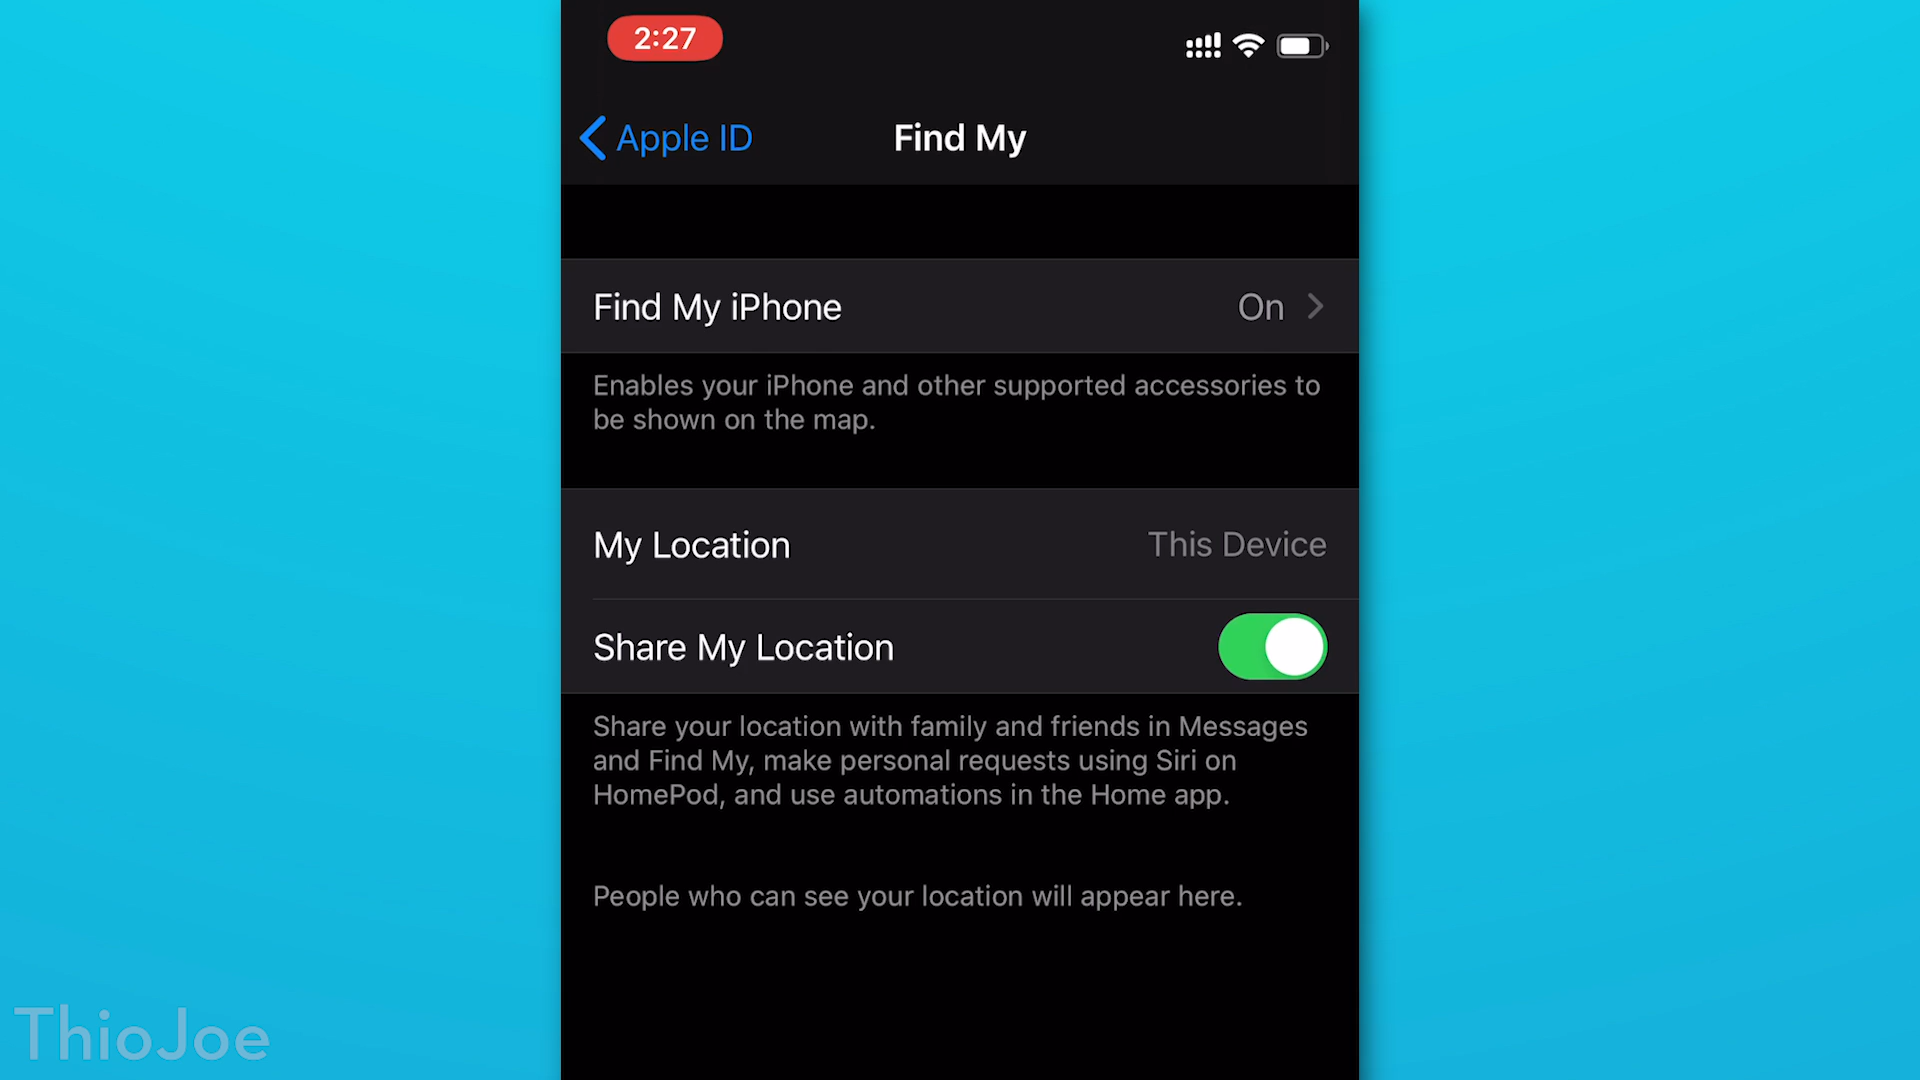 2:27
Apple ID
Find My
Find My iPhone
On
Enables your iPhone and other supported accessories to
be shown on the map.
My Location
This Device
Share My Location
Share your location with family and friends in Messages
and Find My, make personal requests using Siri on
HomePod, and use automations in the Home app.
People who can see your location will appear here.
ThioJoe